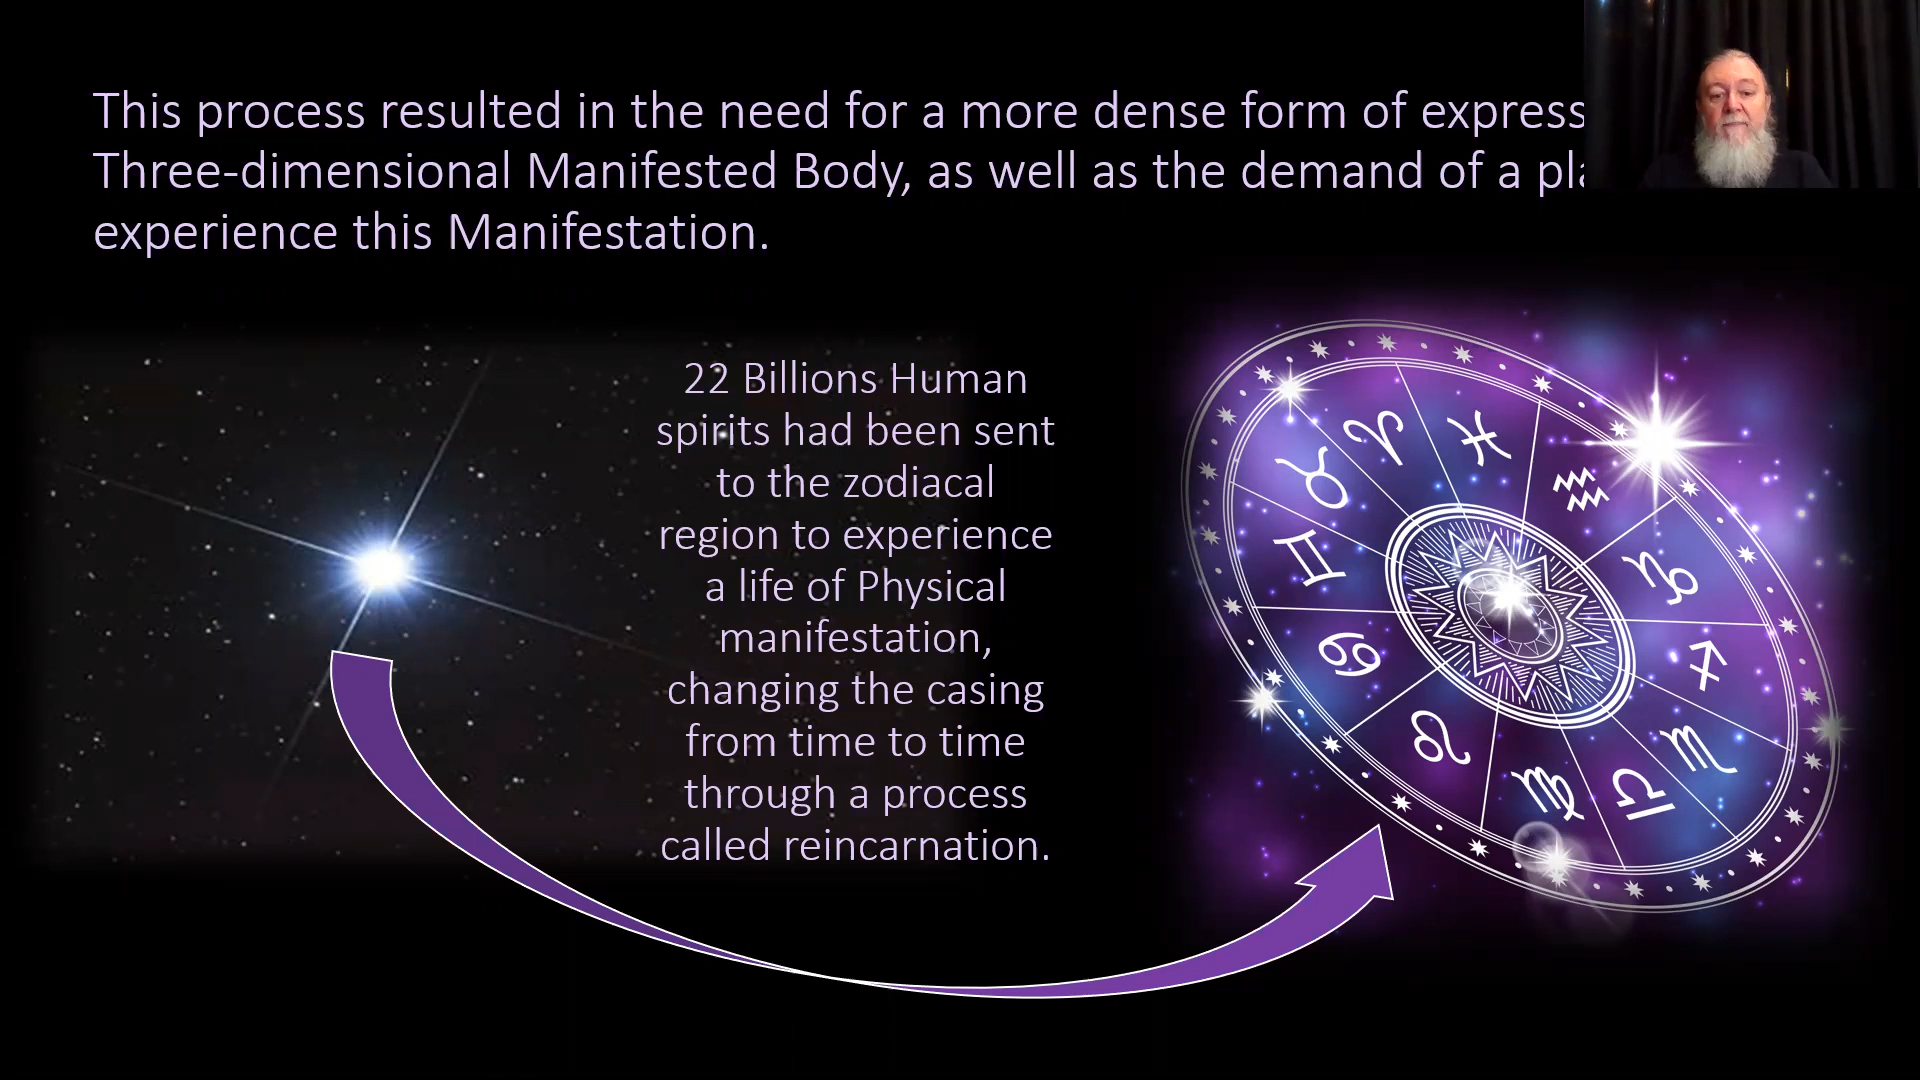 This process resulted in the need for a more dense form of express
Three-dimensional Manifested Body, as well as the demand of a
experience this Manifestation.
22 Billions Human
spirits had been sent
to the zodiacal
region to experience
a life of Physical
manifestation,
changing the casing
from time to time
through a process
called reincarnation.